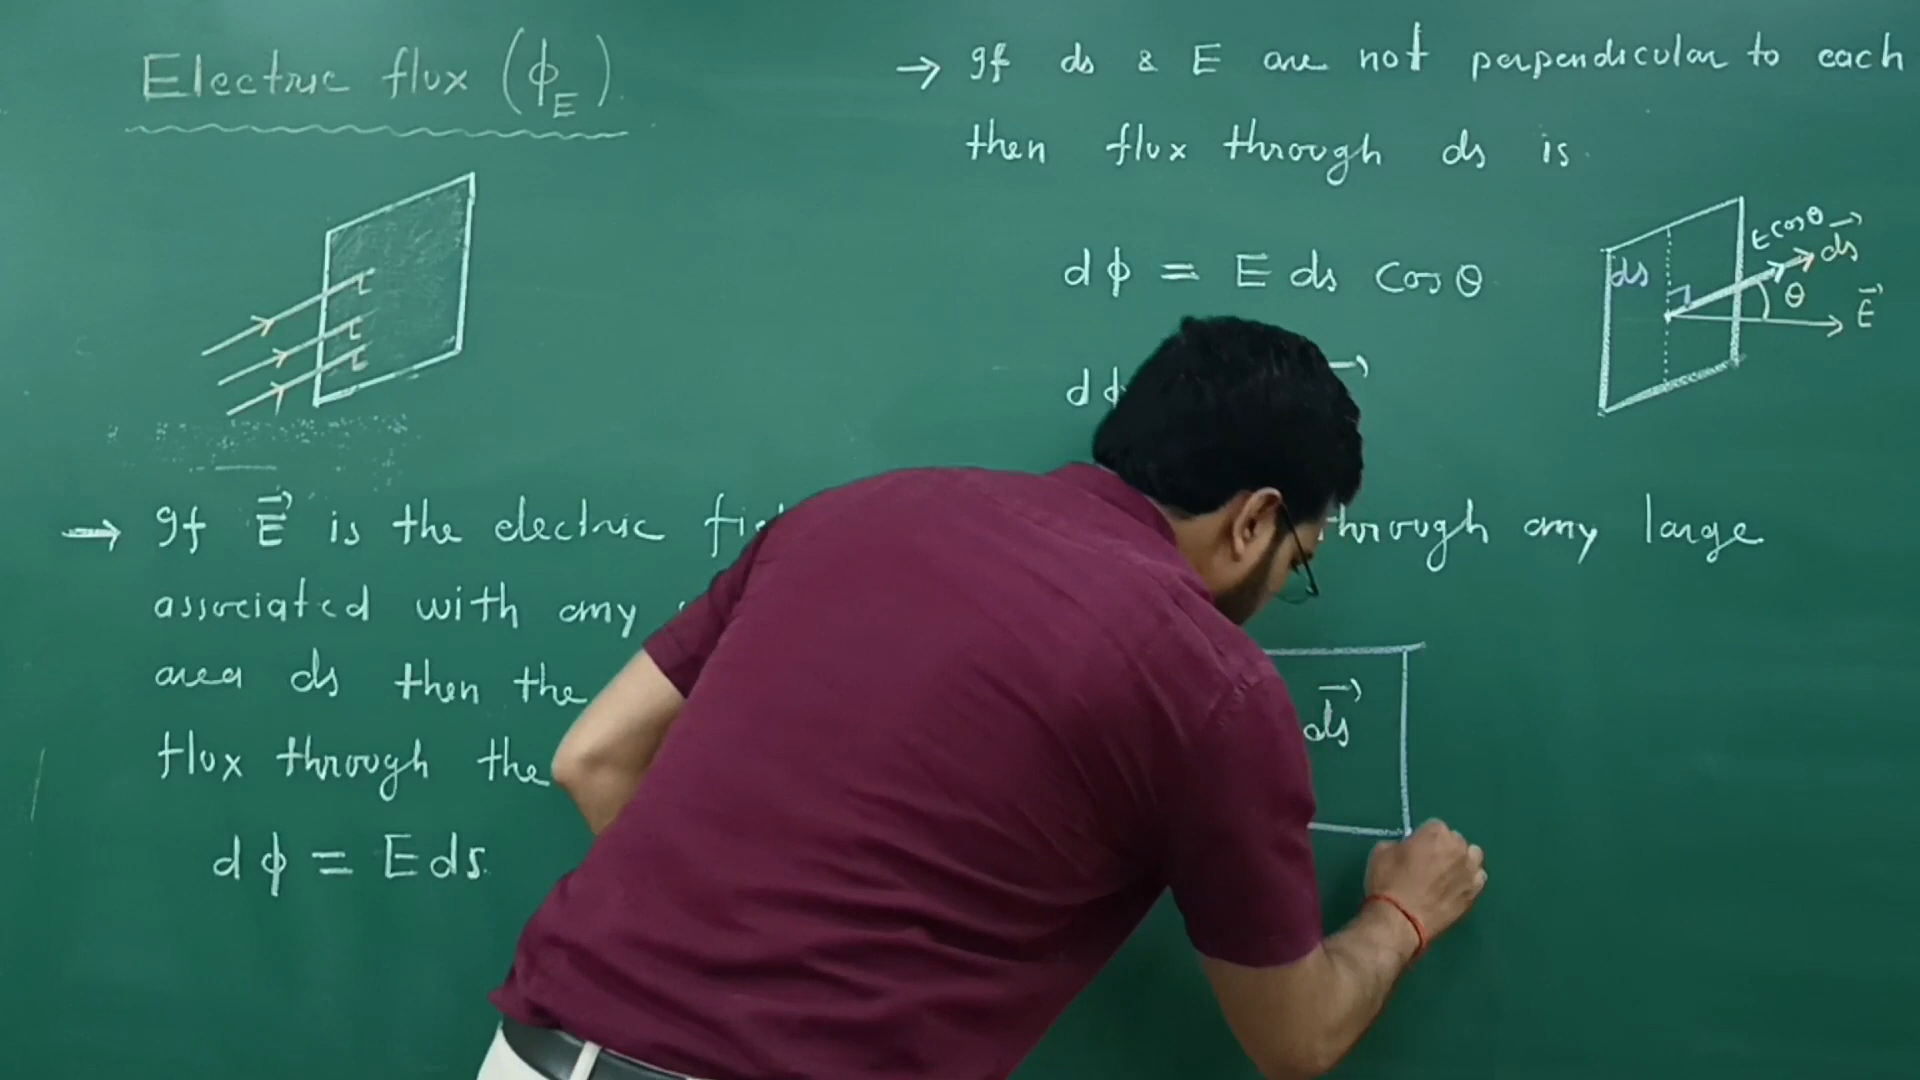 Electric flux (ϕE)
→ If ds & E are not perpendicular to each
then flux through ds is
dϕ = E ds Cos θ
ds
E cos θ
ds⃗
θ
E⃗
→ If E⃗ is the electric
through any large
associated with any
area ds then the
ds⃗
flux through the
dϕ = E ds.